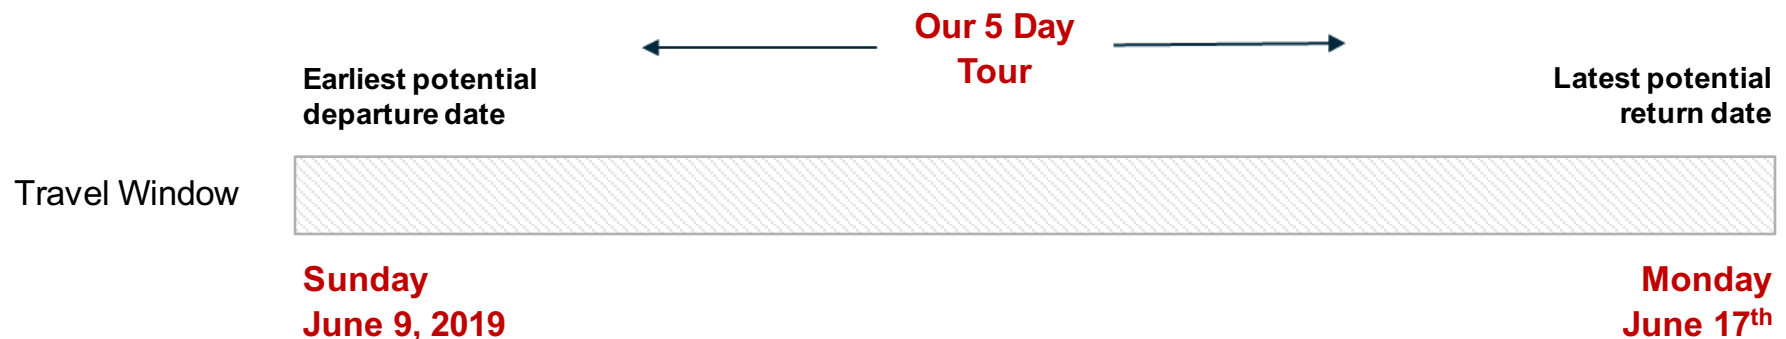 Our 5 Day
Tour
Earliest potential
departure date
Latest potential
return date
Travel Window
Sunday
June 9, 2019
Monday
June 17th